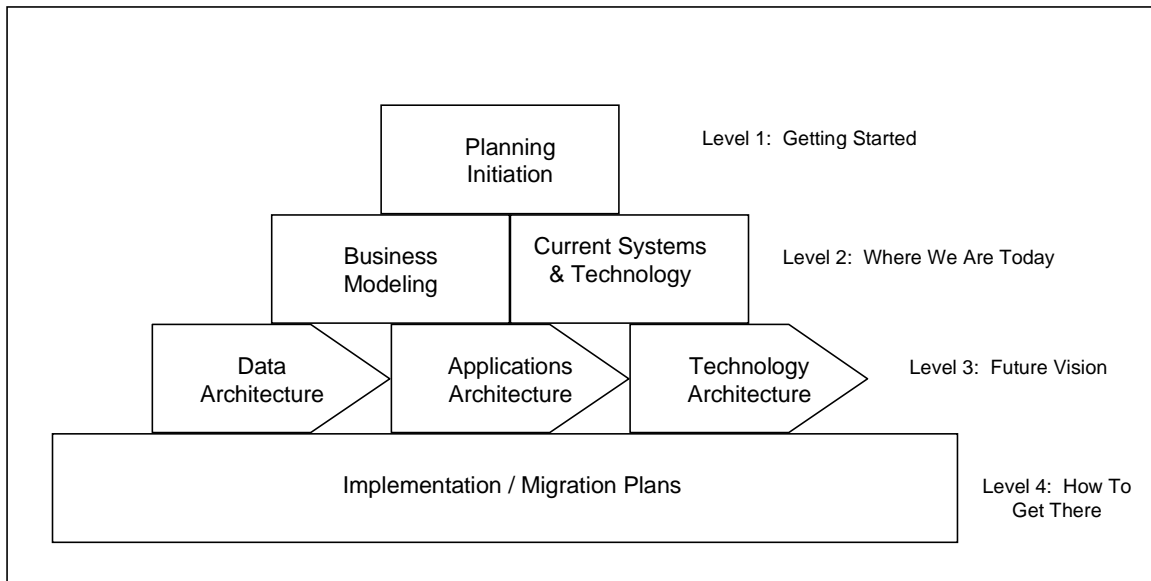 Planning
Initiation
Level 1: Getting Started
Business
Modeling
Current Systems
& Technology
Level 2: Where We Are Today
Data
Architecture
Applications
Architecture
Technology
Architecture
Level 3: Future Vision
Implementation / Migration Plans
Level 4: How To
Get There